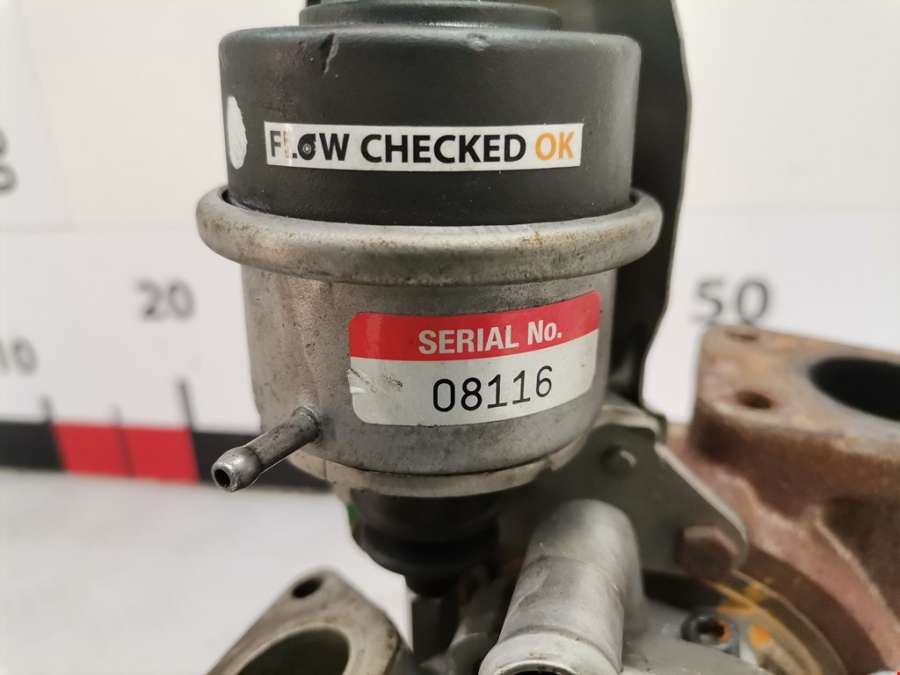 FLOW CHECKED OK
20
50
10
SERIAL No.
08116